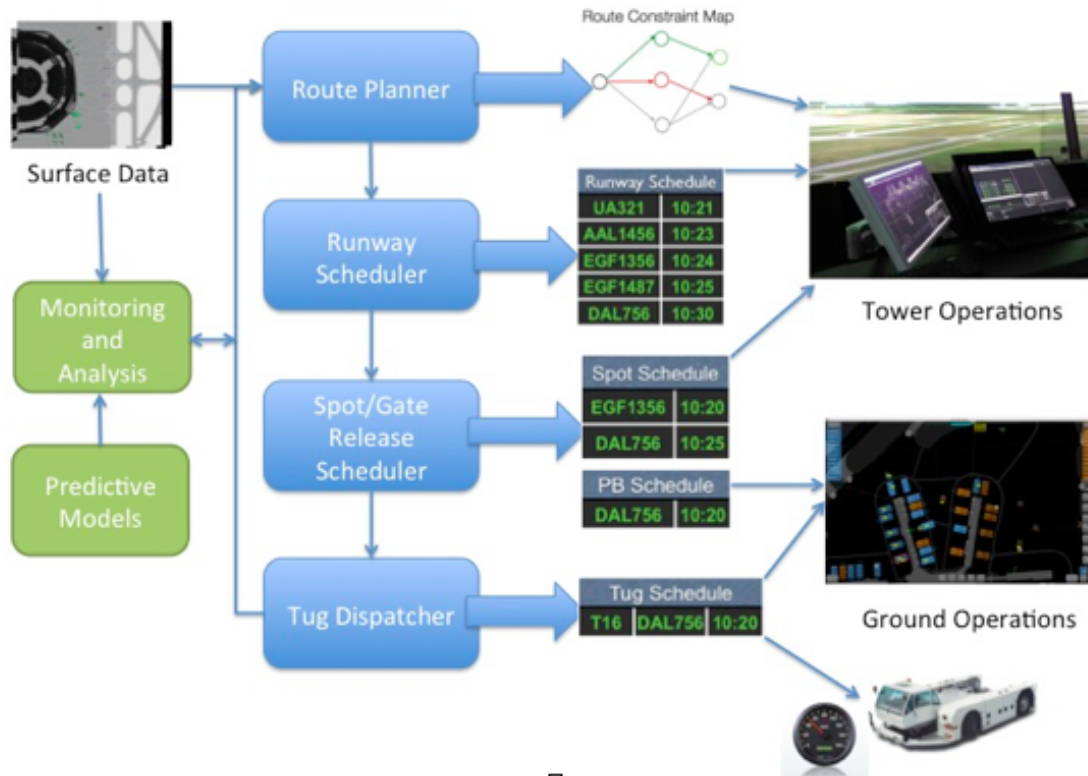 Route Constraint Map
Route Planner
Surface Data
Runway Schedule
UA321 10:21
AAL1456 10:23
EGF1356 10:24
EGF1487 10:25
DAL756 10:30
Runway
Scheduler
Tower Operations
Monitoring
and
Analysis
Spot/Gate
Release
Scheduler
Spot Schedule
EGF1356 10:20
DAL756 10:25
PB Schedule
DAL756 10:20
Predictive
Models
Tug Dispatcher
Tug Schedule
T16 DAL756 10:20
Ground Operations